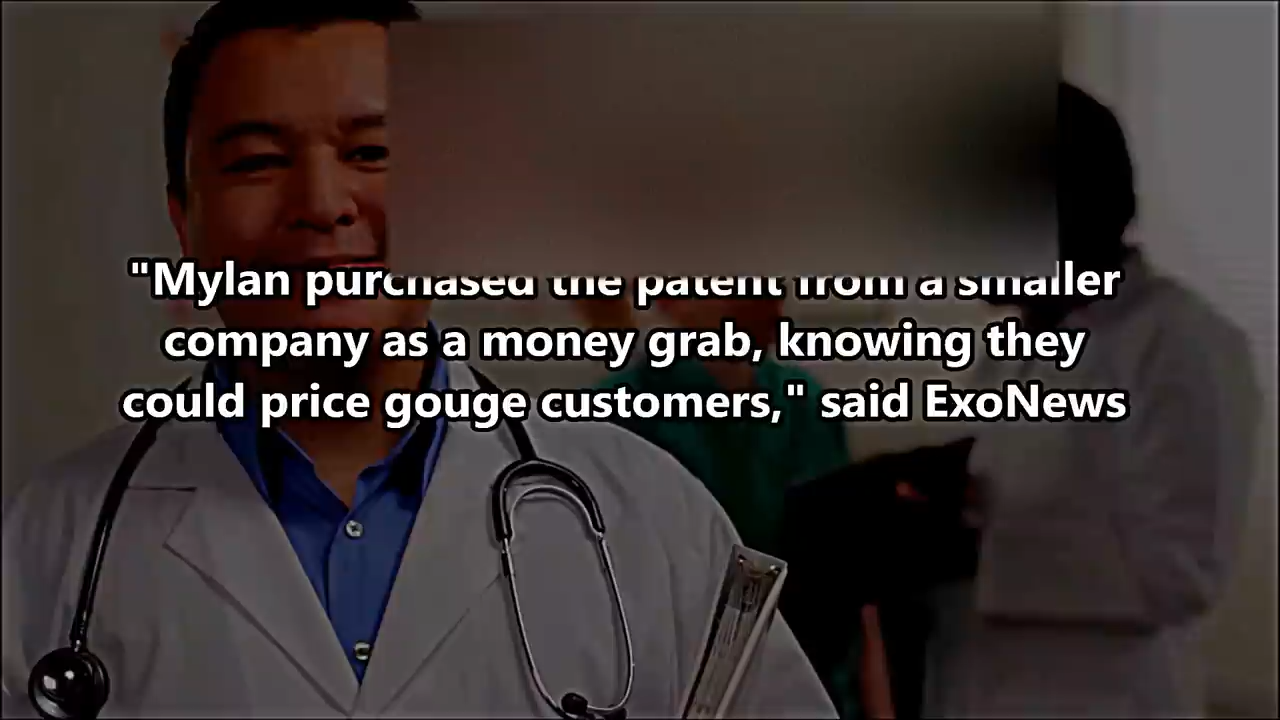 "Mylan purchased the patent from a smaller
company as a money grab, knowing they
could price gouge customers," said ExoNews